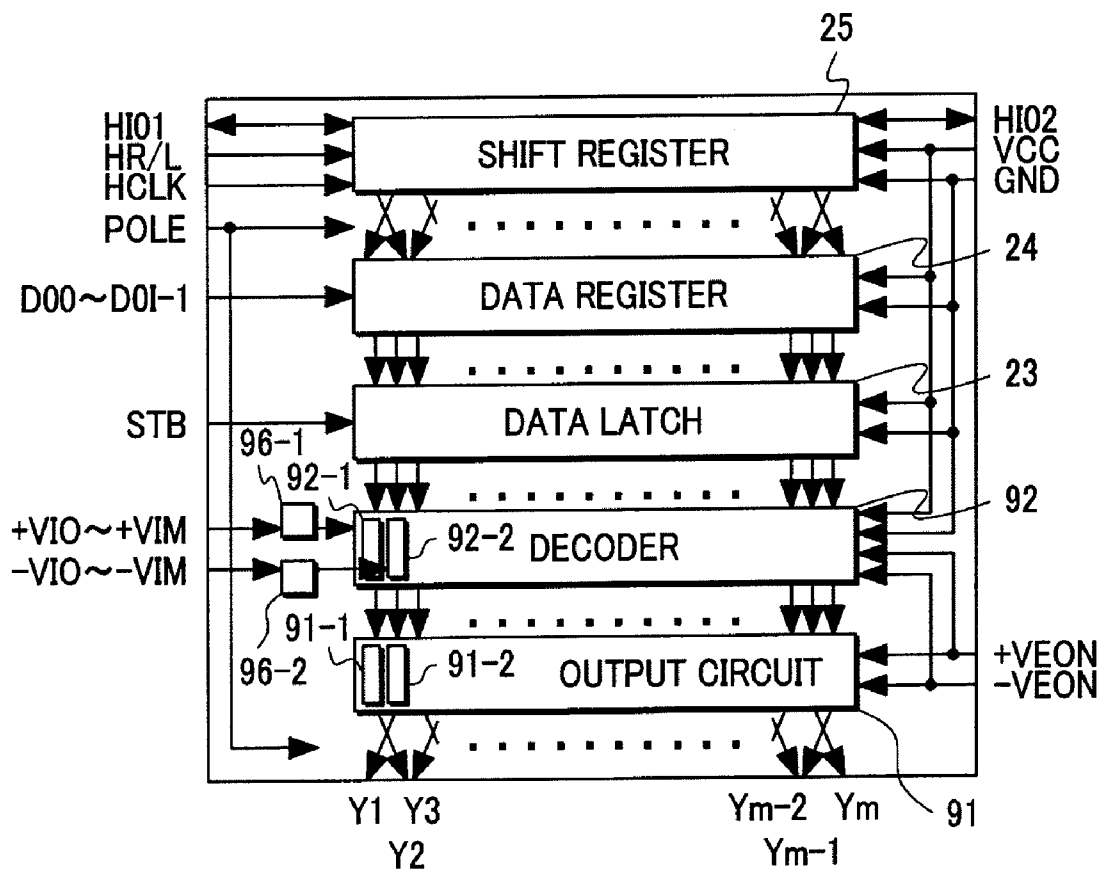 25
HI01
SHIFT REGISTER
HI02
HR/L
VCC
HCLK
GND
POLE
24
D00～D0I-1
DATA REGISTER
23
STB
DATA LATCH
96-1
92-1
92
+VIO～+VIM
92-2
DECODER
-VIO～-VIM
91-1
96-2
91-2
OUTPUT CIRCUIT
+VEON
-VEON
Y1
Y3
Ym-2
Ym
91
Y2
Ym-1